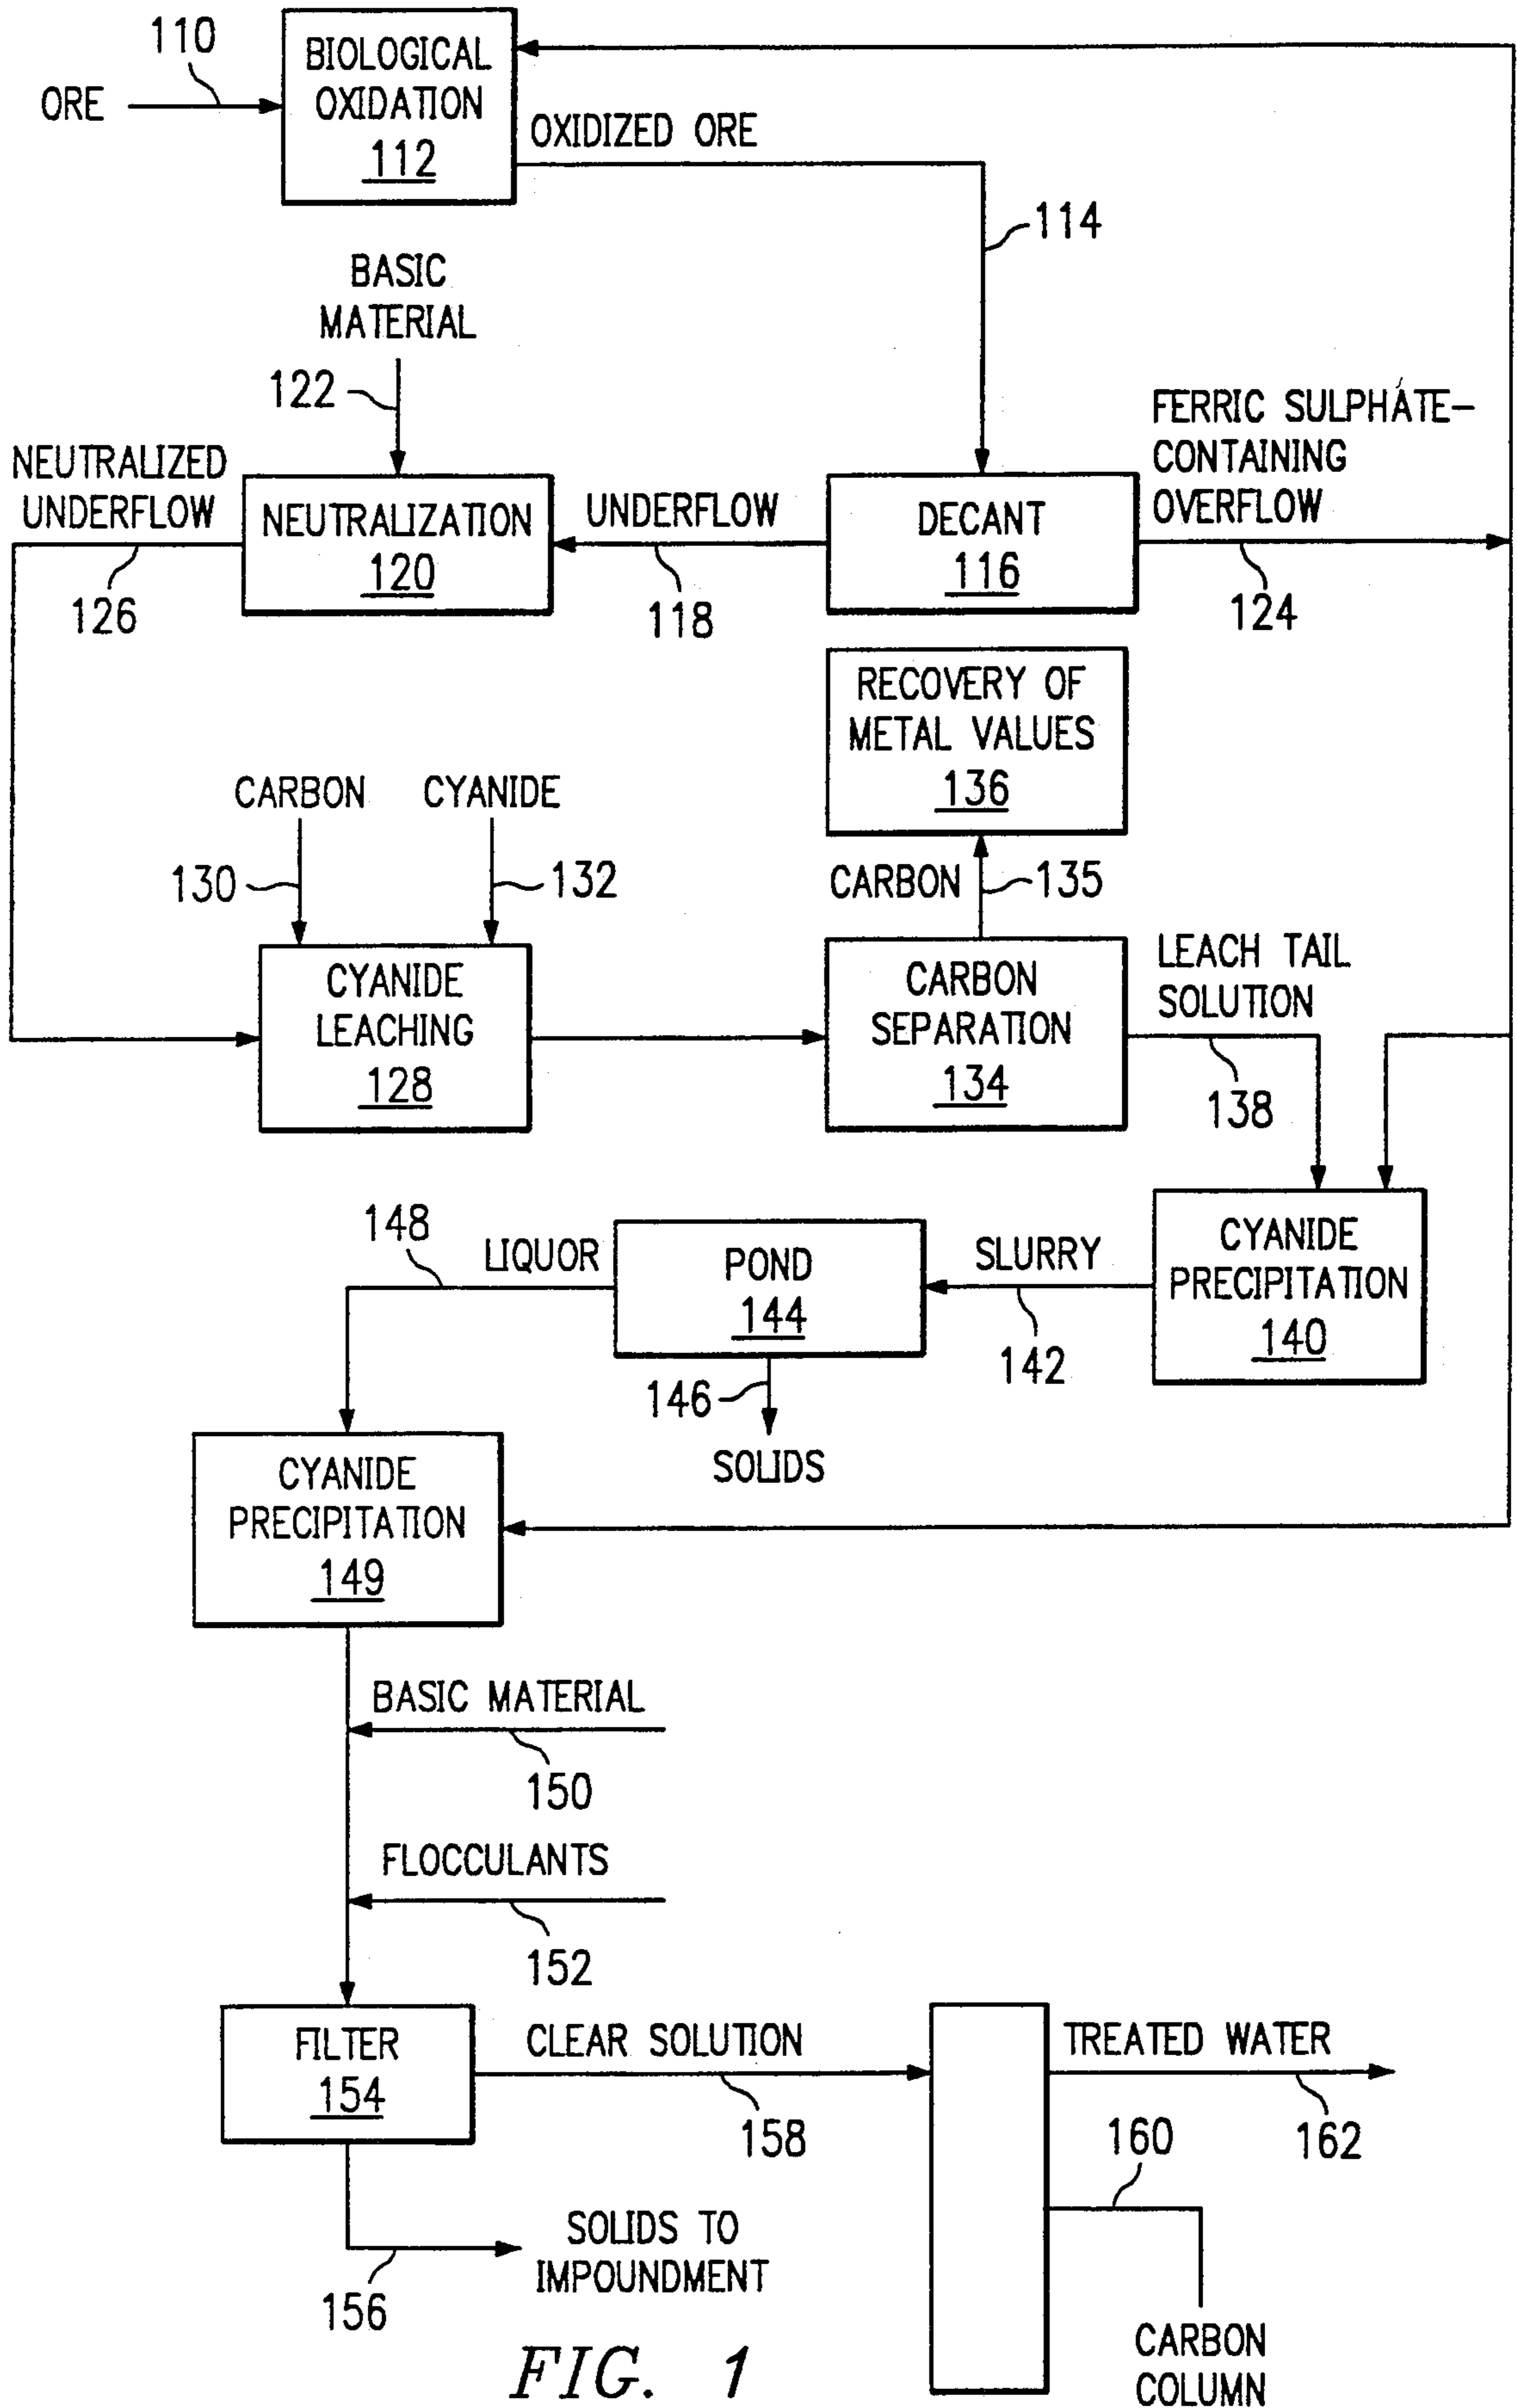 110
ORE
BIOLOGICAL
OXIDATION
112
OXIDIZED ORE
114
BASIC
MATERIAL
122
FERRIC SULPHATE-
CONTAINING
OVERFLOW
NEUTRALIZED
UNDERFLOW
NEUTRALIZATION
120
UNDERFLOW
DECANT
116
126
118
124
RECOVERY OF
METAL VALUES
136
CARBON
CYANIDE
130
132
CARBON
135
CYANIDE
LEACHING
128
CARBON
SEPARATION
134
LEACH TAIL
SOLUTION
138
148
LIQUOR
POND
144
SLURRY
142
CYANIDE
PRECIPITATION
140
146
SOLIDS
CYANIDE
PRECIPITATION
149
BASIC MATERIAL
150
FLOCCULANTS
152
FILTER
154
CLEAR SOLUTION
158
TREATED WATER
162
160
156
SOLIDS TO
IMPOUNDMENT
CARBON
COLUMN
FIG. 1